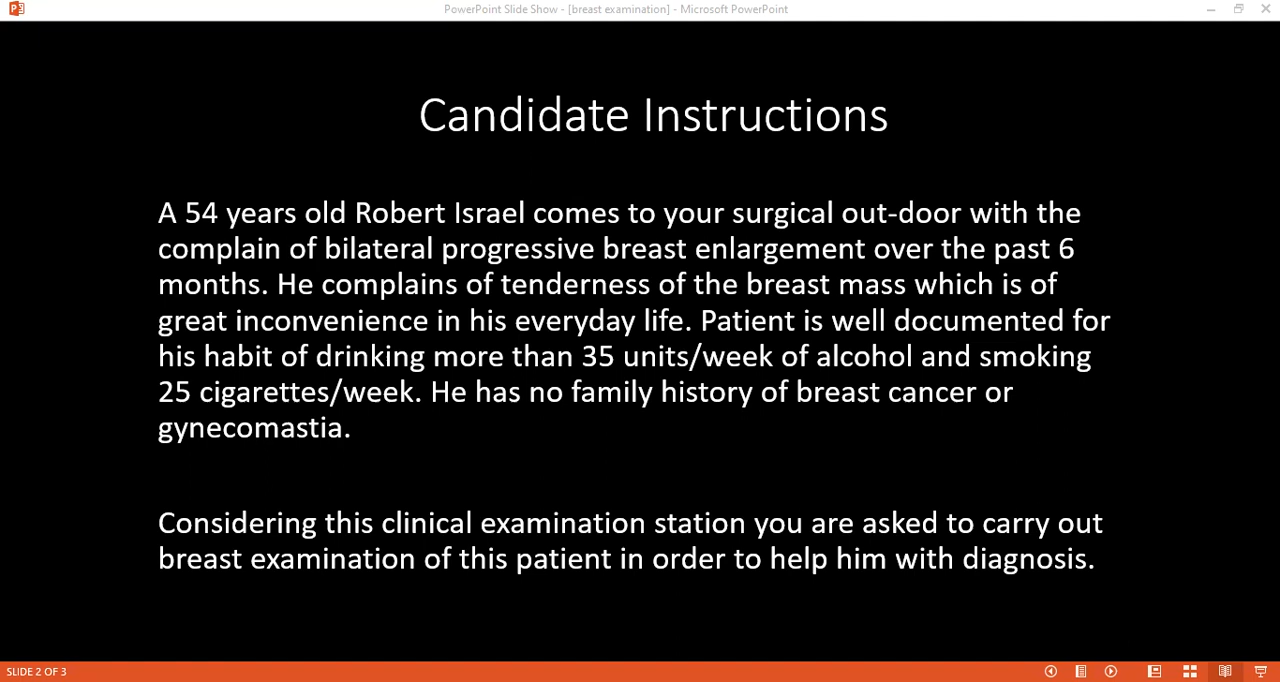 PowerPoint Slide Show - [breast examination] - Microsoft PowerPoint
Candidate Instructions
A 54 years old Robert Israel comes to your surgical out-door with the
complain of bilateral progressive breast enlargement over the past 6
months. He complains of tenderness of the breast mass which is of
great inconvenience in his everyday life. Patient is well documented for
his habit of drinking more than 35 units/week of alcohol and smoking
25 cigarettes/week. He has no family history of breast cancer or
gynecomastia.
Considering this clinical examination station you are asked to carry out
breast examination of this patient in order to help him with diagnosis.
SLIDE 2 OF 3